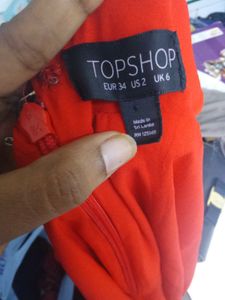 TOPSHOP
EUR 34 US 2 UK 6
Made in
Sri Lanka